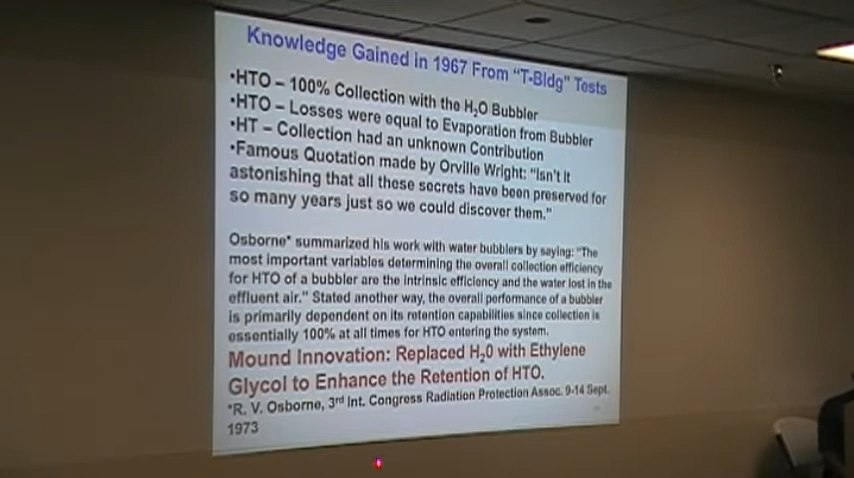 Knowledge Gained in 1967 From "T-Bldg" Tests
•HTO – 100% Collection with the H₂O Bubbler
•HTO – Losses were equal to Evaporation from Bubbler
•HT – Collection had an unknown Contribution
•Famous Quotation made by Orville Wright: "Isn't It
astonishing that all these secrets have been preserved for
so many years just so we could discover them."
Osborne* summarized his work with water bubblers by saying: "The
most important variables determining the overall collection efficiency
for HTO of a bubbler are the intrinsic efficiency and the water lost in the
effluent air." Stated another way, the overall performance of a bubbler
is primarily dependent on its retention capabilities since collection is
essentially 100% at all times for HTO entering the system.
Mound Innovation: Replaced H₂0 with Ethylene
Glycol to Enhance the Retention of HTO.
*R. V. Osborne, 3rd Int. Congress Radiation Protection Assoc. 9-14 Sept.
1973